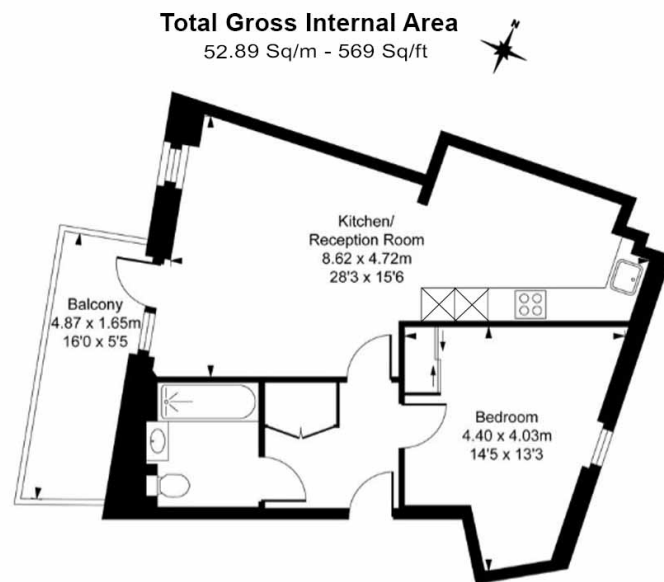 Total Gross Internal Area
52.89 Sq/m - 569 Sq/ft
N
Kitchen/
Reception Room
8.62 x 4.72m
28'3 x 15'6
Balcony
4.87 x 1.65m
16'0 x 5'5
Bedroom
4.40 x 4.03m
14'5 x 13'3